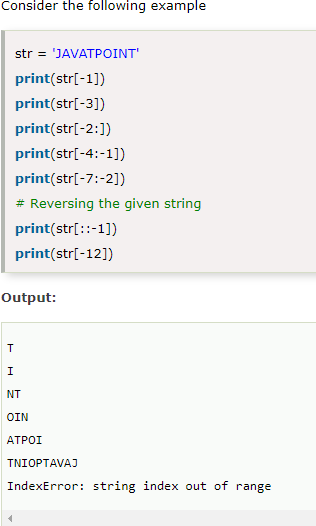 Consider the following example
str = 'JAVATPOINT'
print(str[-1])
print(str[-3])
print(str[-2:])
print(str[-4:-1])
print(str[-7:-2])
# Reversing the given string
print(str[::-1])
print(str[-12])
Output:
T
I
NT
OIN
ATPOI
TNIOPTAVAJ
IndexError: string index out of range